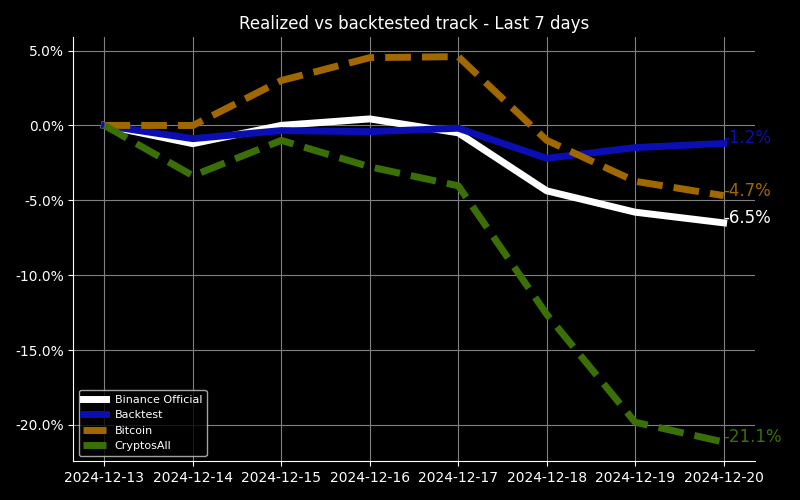 Realized vs backtested track - Last 7 days
5.0%
0.0%
-5.0%
-10.0%
-15.0%
-20.0%
-1.2%
-4.7%
-6.5%
-21.1%
Binance Official
Backtest
Bitcoin
CryptosAll
2024-12-13 2024-12-14 2024-12-15 2024-12-16 2024-12-17 2024-12-18 2024-12-19 2024-12-20